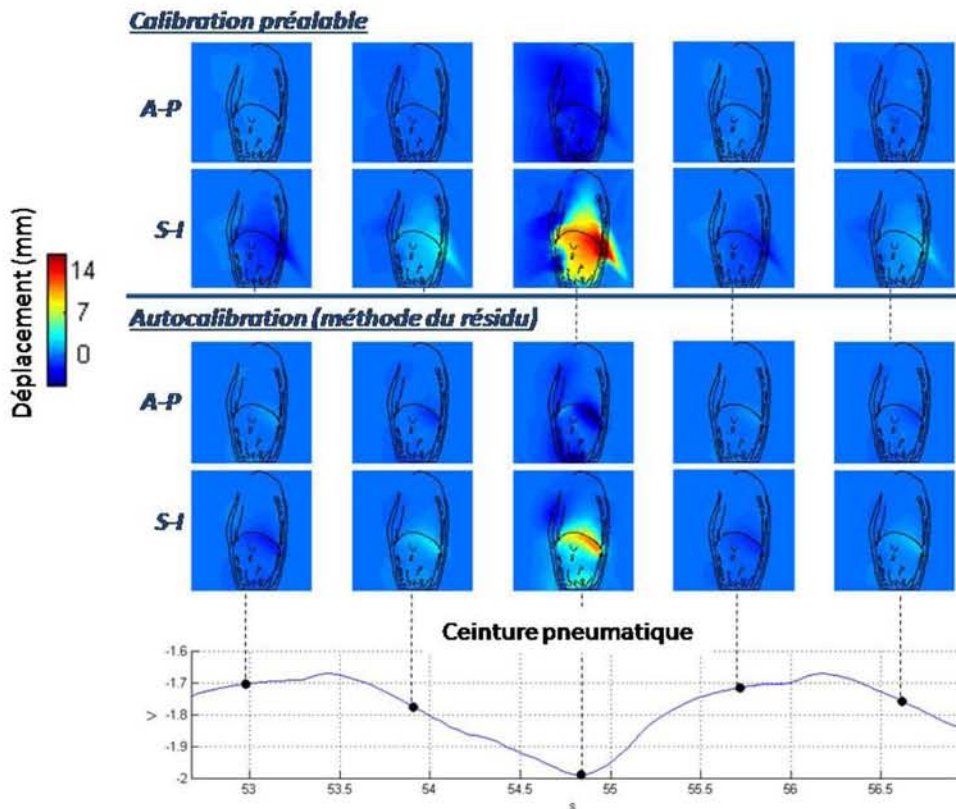 Calibration préalable
A-P
S-I
Déplacement (mm)
14
7
0
Autocalibration (méthode du résidu)
A-P
S-I
Ceinture pneumatique
-1.6
-1.7
-1.8
-1.9
-2
V
53
53.5
54
54.5
55
55.5
56
56.5
s